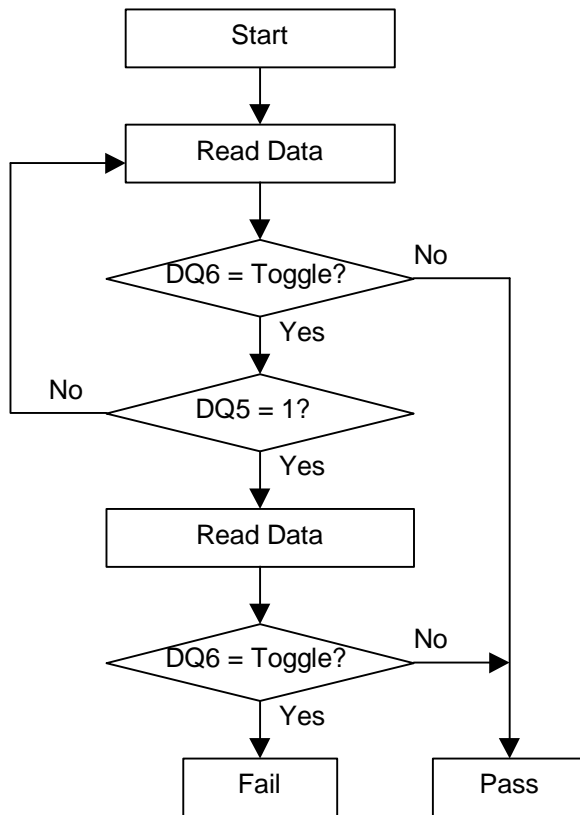 Start
Read Data
DQ6 = Toggle?
No
Yes
No
DQ5 = 1?
Yes
Read Data
DQ6 = Toggle?
No
Yes
Fail
Pass